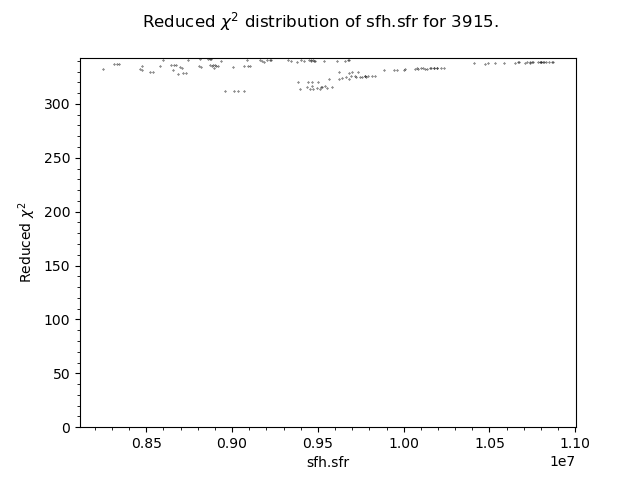 Reduced χ² distribution of sfh.sfr for 3915.
300
250
200
150
100
50
0
Reduced χ²
0.85 0.90 0.95 1.00 1.05 1.10
1e7
sfh.sfr